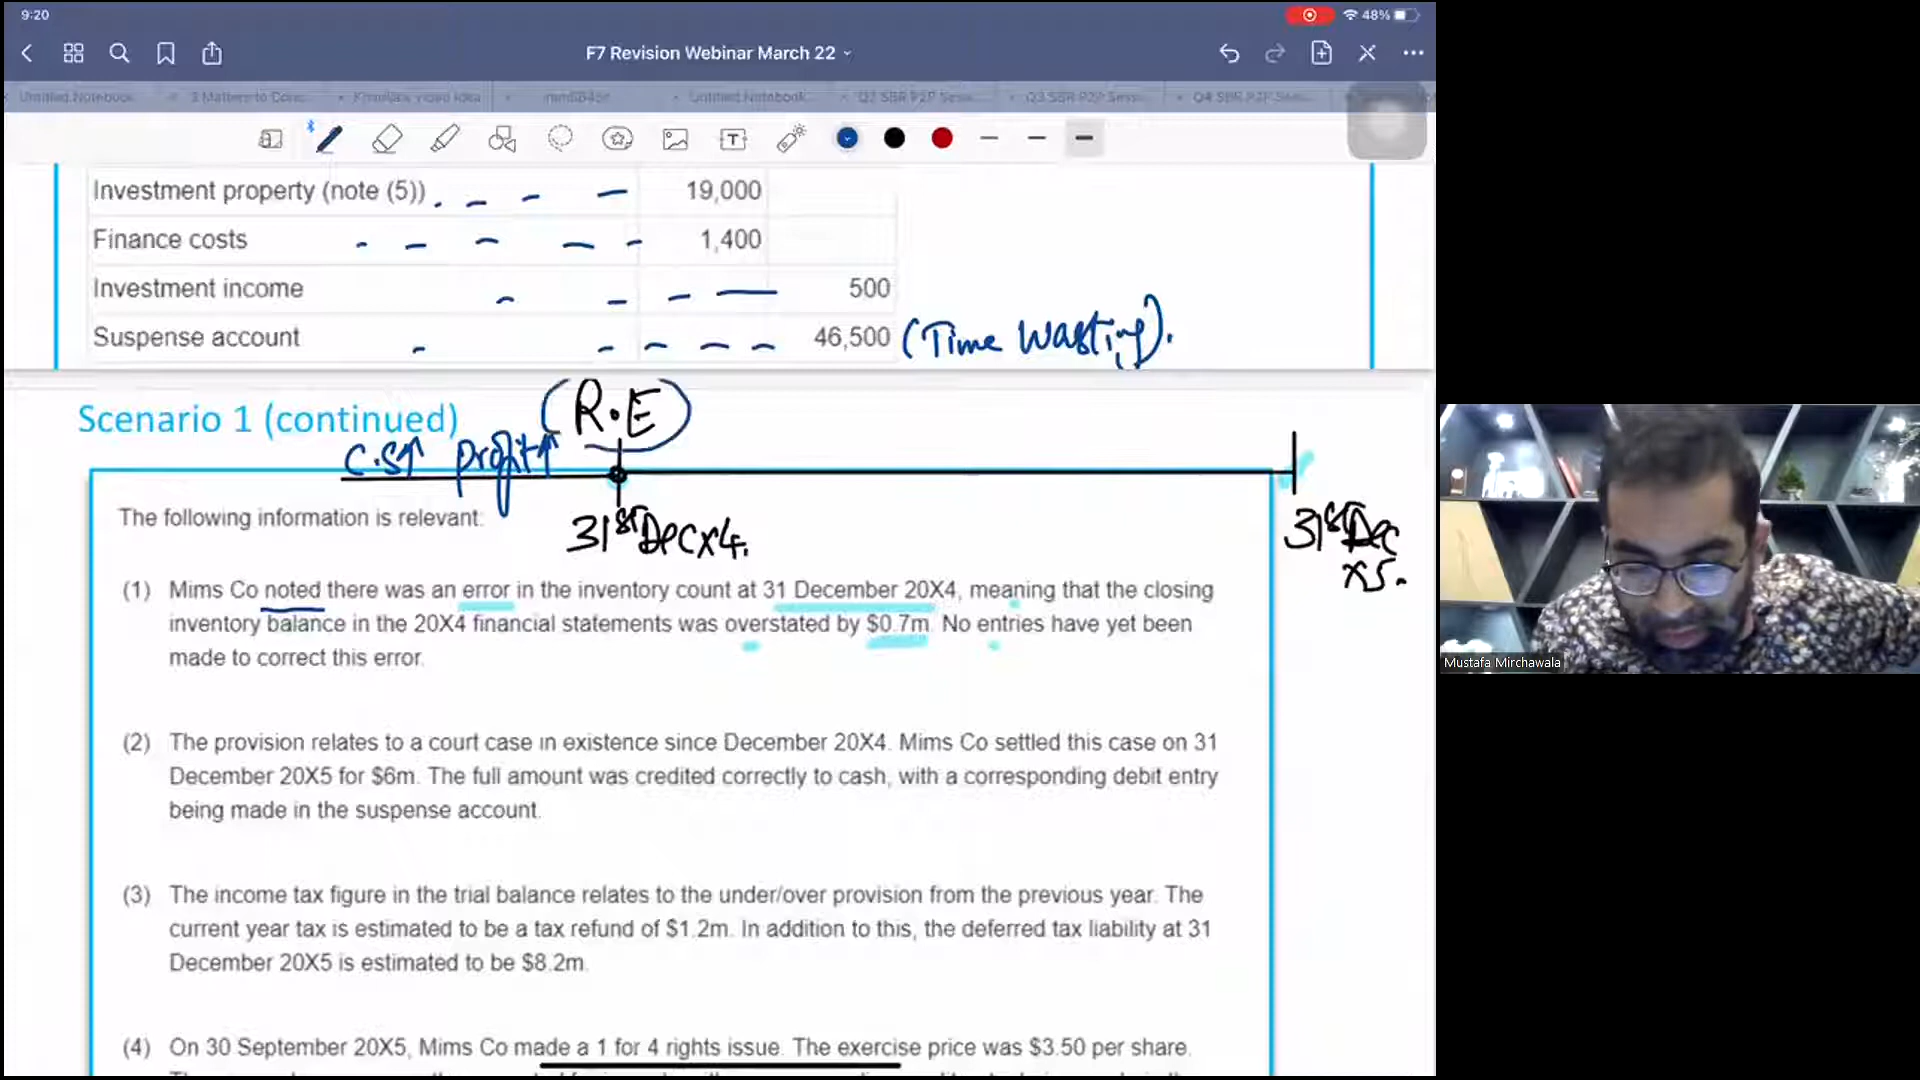 9:20
48%
F7 Revision Webinar March 22
Untitled Notebook
Untitled Notebook
Investment property (note (5)) 19,000
Finance costs 1,400
Investment income 500
Suspense account 46,500 (Time Wasting).
Scenario 1 (continued)
(R.E)
C.S↑ Profit↑
31st Dec x4.
31st Dec
x5.
The following information is relevant:
(1) Mims Co noted there was an error in the inventory count at 31 December 20X4, meaning that the closing
inventory balance in the 20X4 financial statements was overstated by $0.7m. No entries have yet been
made to correct this error.
(2) The provision relates to a court case in existence since December 20X4. Mims Co settled this case on 31
December 20X5 for $6m. The full amount was credited correctly to cash, with a corresponding debit entry
being made in the suspense account.
(3) The income tax figure in the trial balance relates to the under/over provision from the previous year. The
current year tax is estimated to be a tax refund of $1.2m. In addition to this, the deferred tax liability at 31
December 20X5 is estimated to be $8.2m.
(4) On 30 September 20X5, Mims Co made a 1 for 4 rights issue. The exercise price was $3.50 per share.
Mustafa Mirchawala